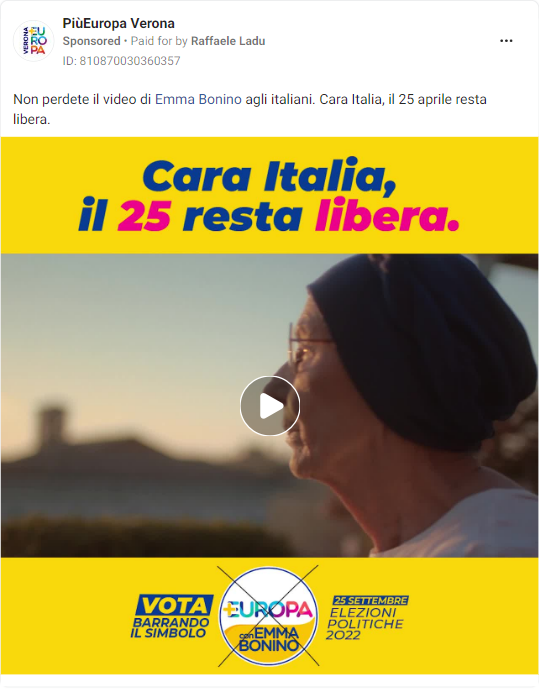 VERONA
+EUROPA
PiùEuropa Verona
Sponsored • Paid for by Raffaele Ladu
ID: 810870030360357
Non perdete il video di Emma Bonino agli italiani. Cara Italia, il 25 aprile resta
libera.
Cara Italia,
il 25 resta libera.
VOTA
BARRANDO
IL SIMBOLO
+EUROPA
con EMMA
BONINO
25 SETTEMBRE
ELEZIONI
POLITICHE
2022